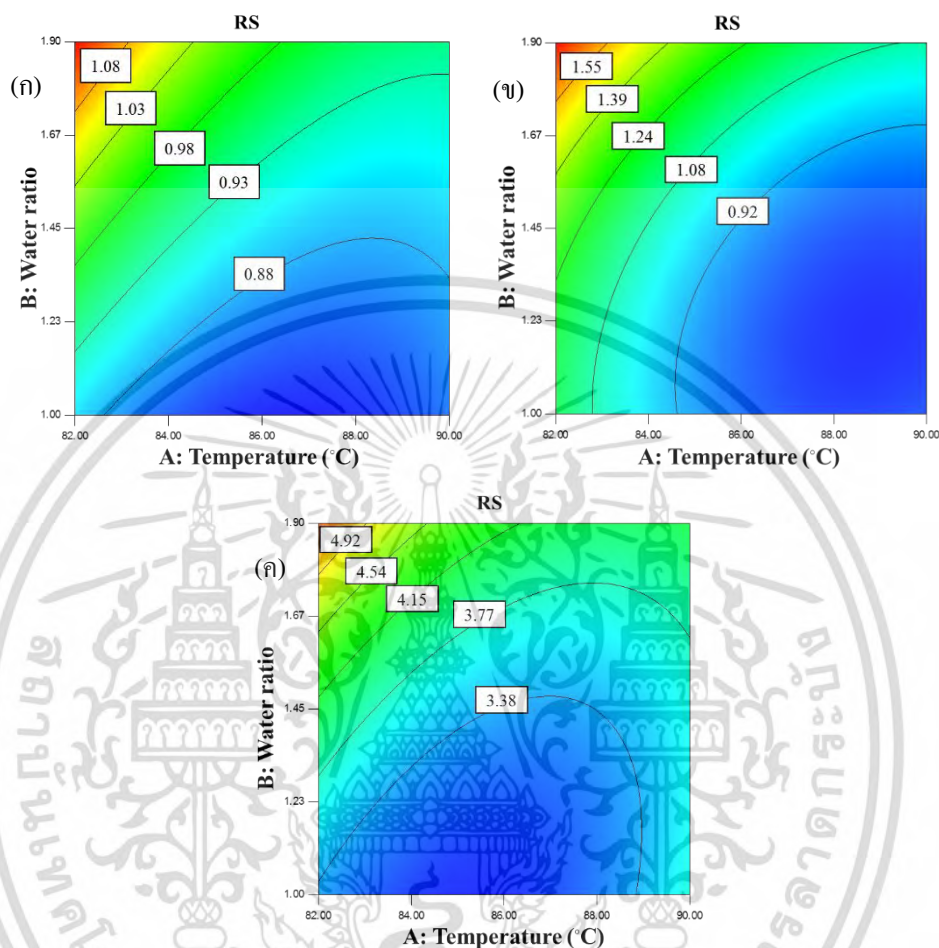 RS
(ก)
1.90
1.67
1.45
1.23
1.00
B: Water ratio
1.08
1.03
0.98
0.93
0.88
82.00 84.00 86.00 88.00 90.00
A: Temperature (°C)
RS
(ข)
1.90
1.67
1.45
1.23
1.00
B: Water ratio
1.55
1.39
1.24
1.08
0.92
82.00 84.00 86.00 88.00 90.00
A: Temperature (°C)
RS
(ค)
1.90
1.67
1.45
1.23
1.00
B: Water ratio
4.92
4.54
4.15
3.77
3.38
82.00 84.00 86.00 88.00 90.00
A: Temperature (°C)